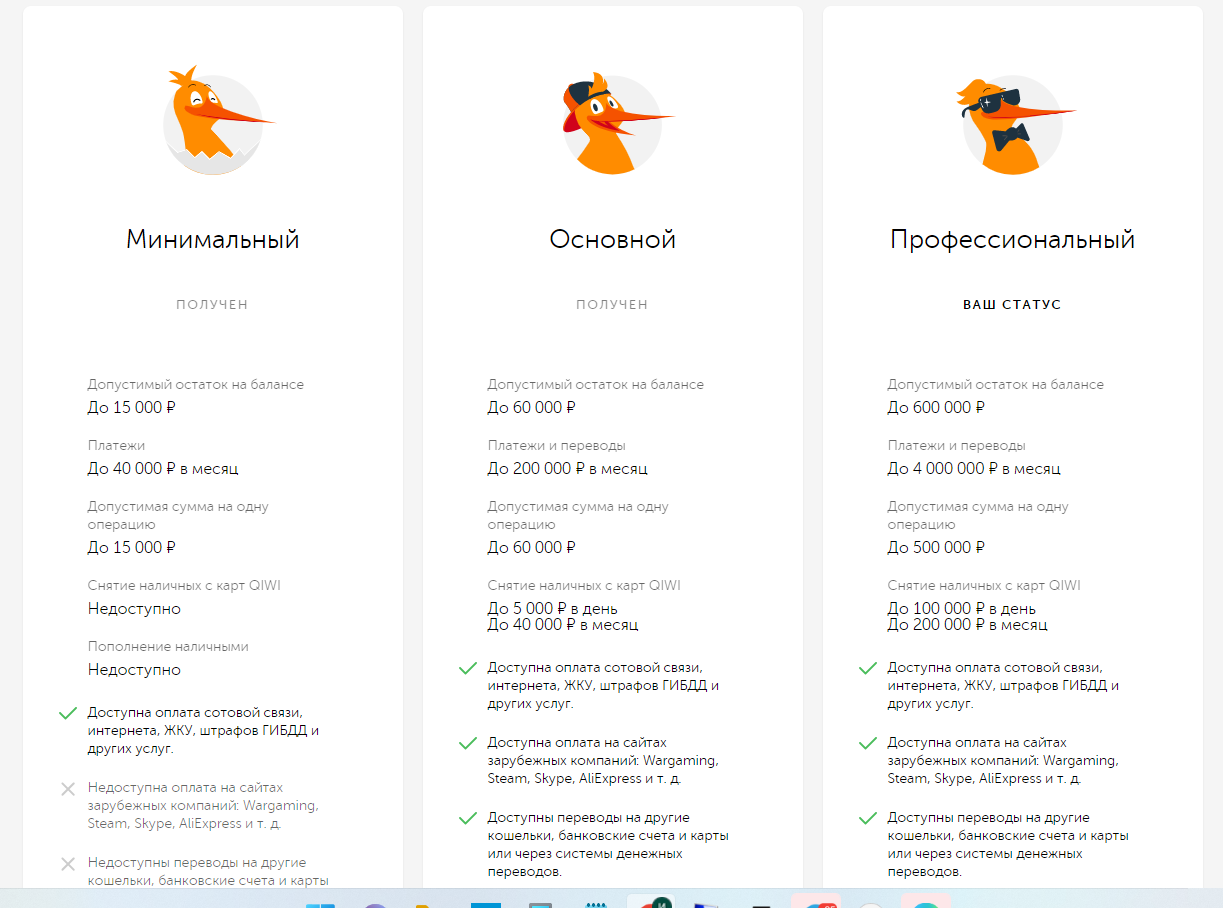 Минимальный
ПОЛУЧЕН
Допустимый остаток на балансе
До 15 000 ₽
Платежи
До 40 000 ₽ в месяц
Допустимая сумма на одну
операцию
До 15 000 ₽
Снятие наличных с карт QIWI
Недоступно
Пополнение наличными
Недоступно
Доступна оплата сотовой связи,
интернета, ЖКУ, штрафов ГИБДД и
других услуг.
Недоступна оплата на сайтах
зарубежных компаний: Wargaming,
Steam, Skype, AliExpress и т. д.
Недоступны переводы на другие
кошельки, банковские счета и карты
Основной
ПОЛУЧЕН
Допустимый остаток на балансе
До 60 000 ₽
Платежи и переводы
До 200 000 ₽ в месяц
Допустимая сумма на одну
операцию
До 60 000 ₽
Снятие наличных с карт QIWI
До 5 000 ₽ в день
До 40 000 ₽ в месяц
Доступна оплата сотовой связи,
интернета, ЖКУ, штрафов ГИБДД и
других услуг.
Доступна оплата на сайтах
зарубежных компаний: Wargaming,
Steam, Skype, AliExpress и т. д.
Доступны переводы на другие
кошельки, банковские счета и карты
или через системы денежных
переводов.
Профессиональный
ВАШ СТАТУС
Допустимый остаток на балансе
До 600 000 ₽
Платежи и переводы
До 4 000 000 ₽ в месяц
Допустимая сумма на одну
операцию
До 500 000 ₽
Снятие наличных с карт QIWI
До 100 000 ₽ в день
До 200 000 ₽ в месяц
Доступна оплата сотовой связи,
интернета, ЖКУ, штрафов ГИБДД и
других услуг.
Доступна оплата на сайтах
зарубежных компаний: Wargaming,
Steam, Skype, AliExpress и т. д.
Доступны переводы на другие
кошельки, банковские счета и карты
или через системы денежных
переводов.